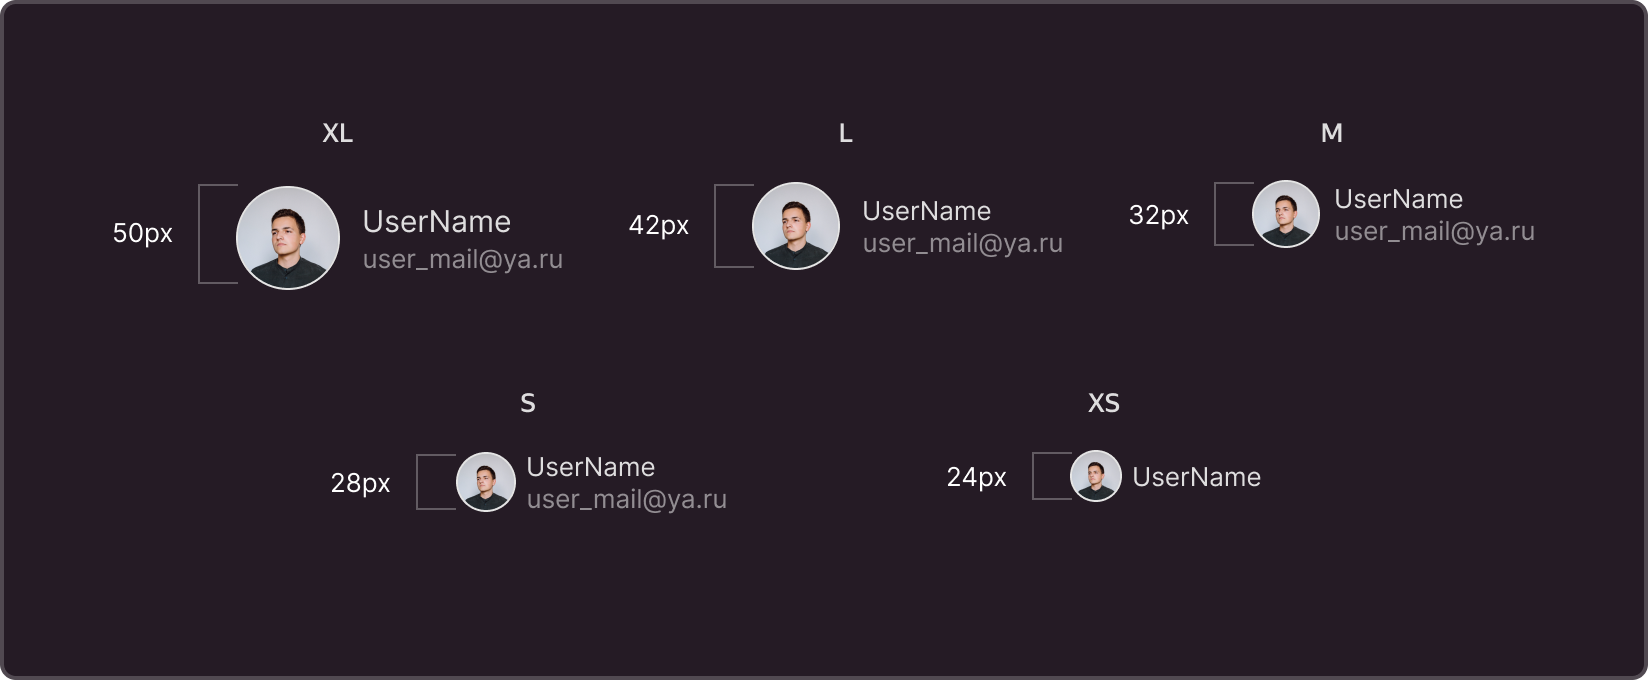 XL
50px
UserName
user_mail@ya.ru
L
42px
UserName
user_mail@ya.ru
M
32px
UserName
user_mail@ya.ru
S
28px
UserName
user_mail@ya.ru
XS
24px
UserName